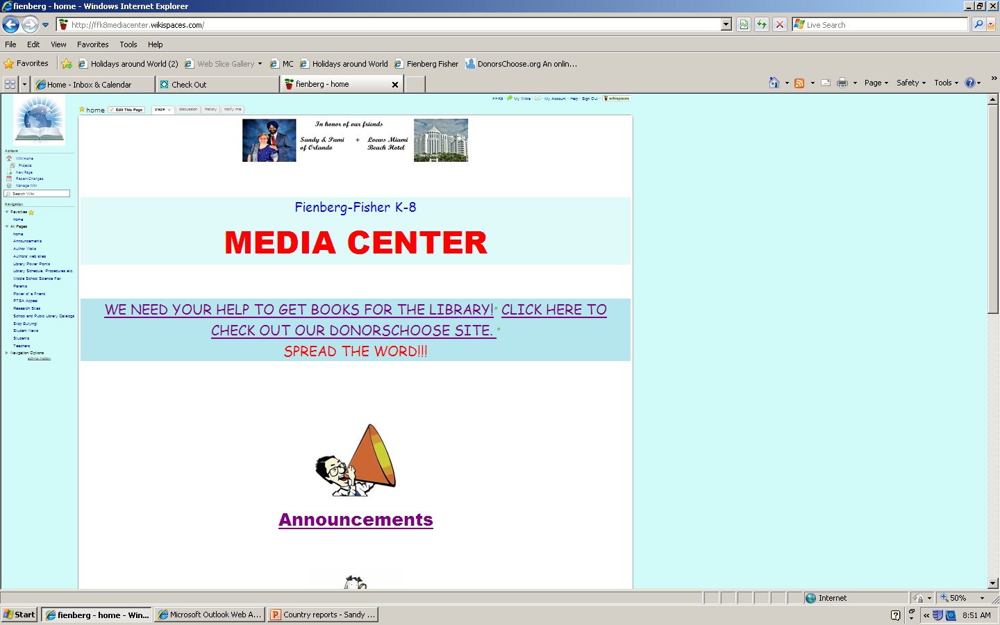 fienberg - home - Windows Internet Explorer
http://ffk8mediacenter.wikispaces.com/
Live Search
File Edit View Favorites Tools Help
Favorites Holidays around World (2) Web Slice Gallery MC Holidays around World Fienberg Fisher DonorsChoose.org An onlin...
Home - Inbox & Calendar Check Out fienberg - home Page Safety Tools »
FFK8 · My Wikis · · My Account · Help · Sign Out · wikispaces
home Edit This Page page discussion history notify me
In honor of our friends
Sandy & Pami + Loews Miami
of Orlando Beach Hotel
Actions
Wiki Home
Projects
New Page
Recent Changes
Manage Wiki
Search Wiki
Navigation
Favorites
home
All Pages
home
Announcements
Author Visits
Authors' web sites
Library Power Points
Library Schedule, Procedures etc.
Middle School Science Fair
Parents
Power of a Friend
PTSA Appeal
Research Sites
School and Public Library Catalogs
Stop Bullying!
Student News
Students
Teachers
Navigation Options
edit navigation
Fienberg-Fisher K-8
MEDIA CENTER
WE NEED YOUR HELP TO GET BOOKS FOR THE LIBRARY! CLICK HERE TO
CHECK OUT OUR DONORSCHOOSE SITE.
SPREAD THE WORD!!!
Announcements
Internet 50%
Start fienberg - home - Win... Microsoft Outlook Web A... Country reports - Sandy ... « 8:51 AM